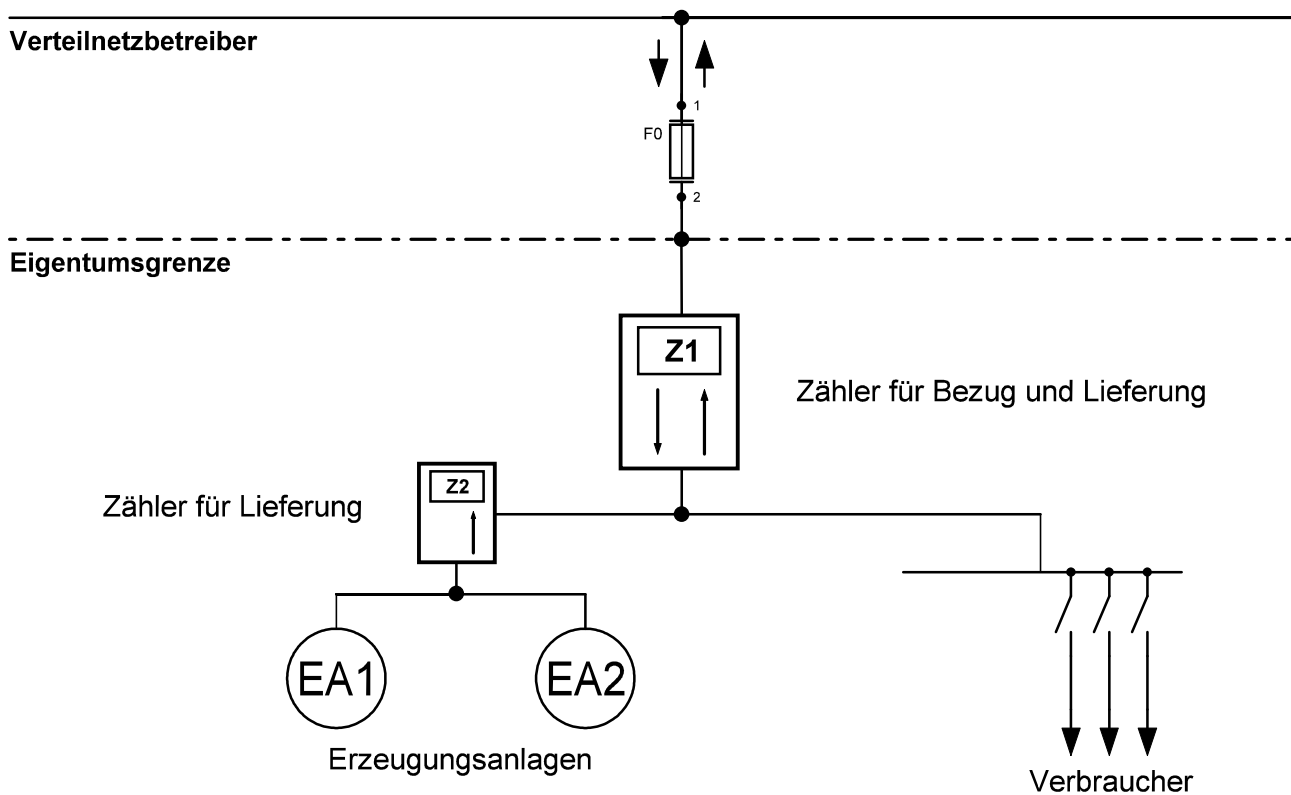 Verteilnetzbetreiber
1
F0
2
Eigentumsgrenze
Z1
Zähler für Bezug und Lieferung
Z2
Zähler für Lieferung
EA1
EA2
Erzeugungsanlagen
Verbraucher